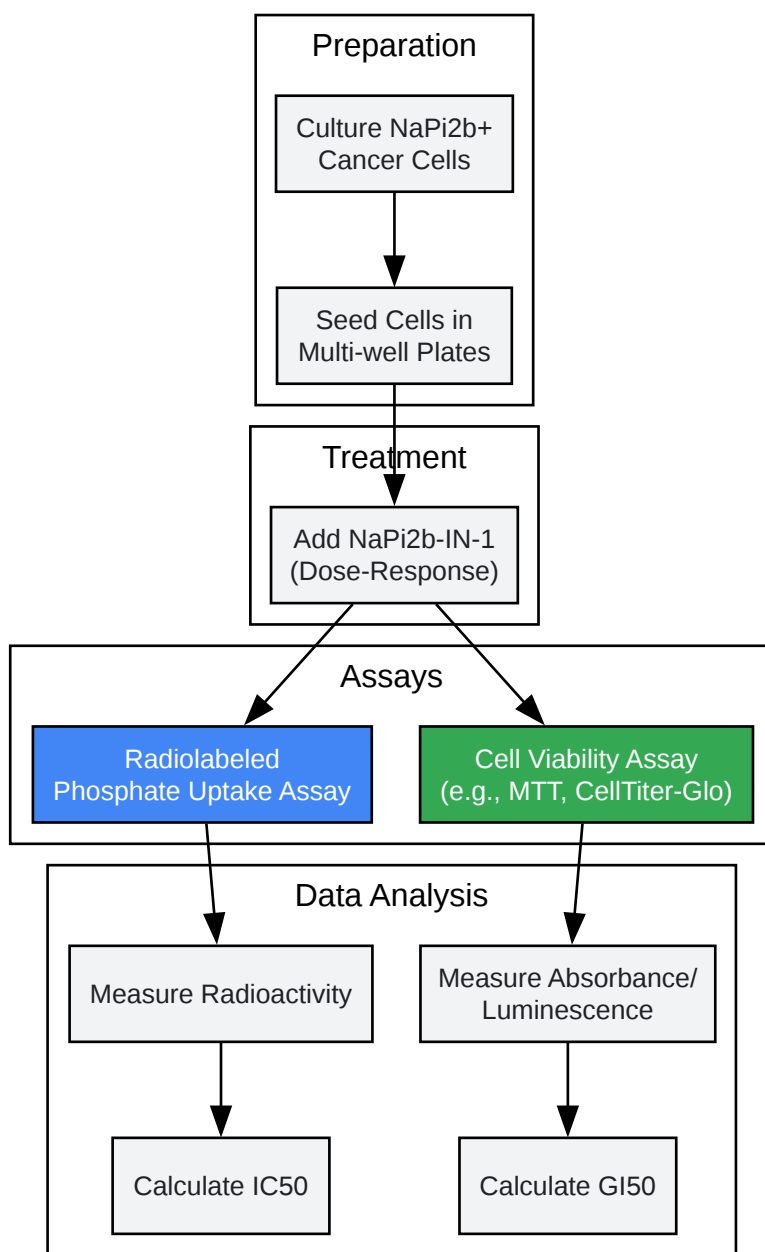 Preparation
Culture NaPi2b+
Cancer Cells
Seed Cells in
Multi-well Plates
Treatment
Add NaPi2b-IN-1
(Dose-Response)
Assays
Radiolabeled
Phosphate Uptake Assay
Cell Viability Assay
(e.g., MTT, CellTiter-Glo)
Data Analysis
Measure Radioactivity
Measure Absorbance/
Luminescence
Calculate IC50
Calculate GI50